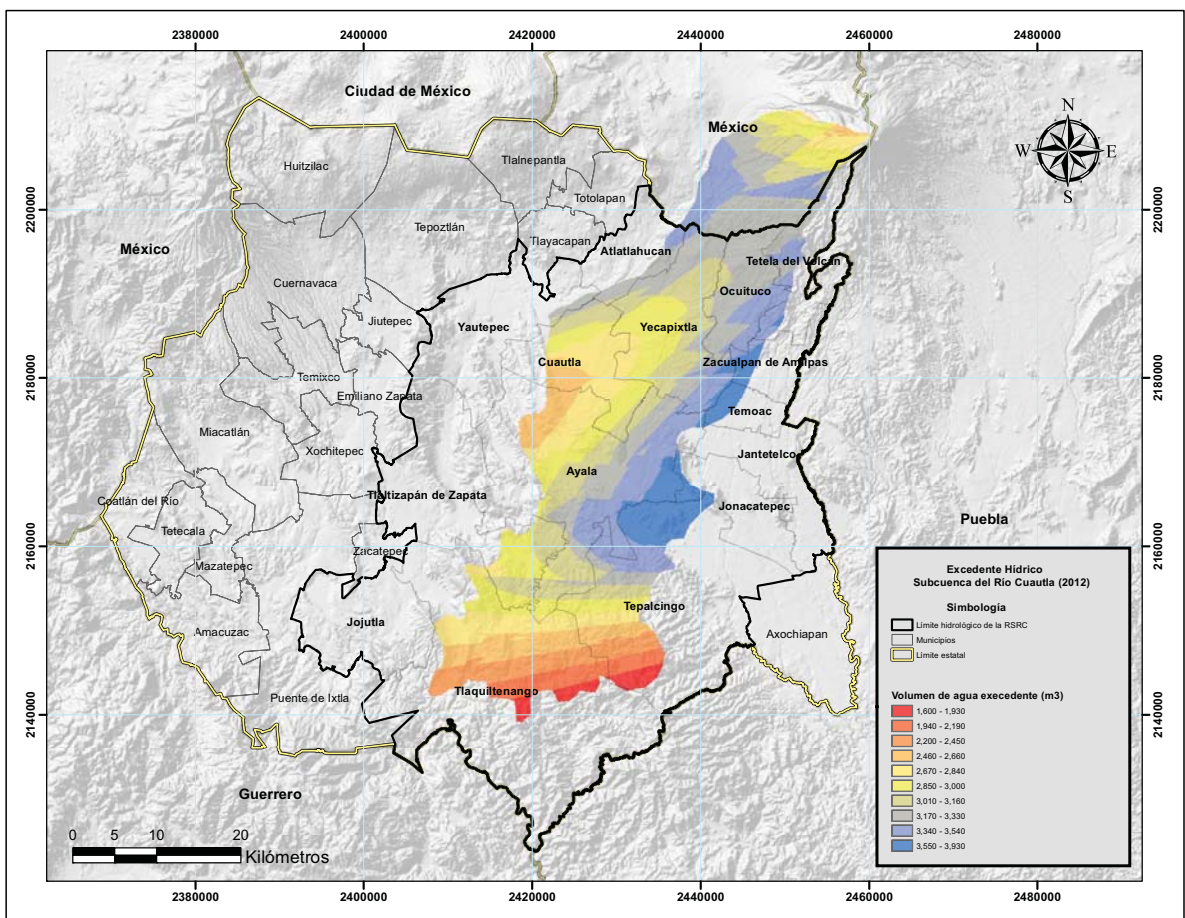 2380000 2400000 2420000 2440000 2460000 2480000
Ciudad de México
México
N
W E
S
Huitzilac
Tlalnepantla
Totolapan
2200000 2200000
Tepoztlán
Tlayacapan
Atlatlahucan
México
Tetela del Volcán
Cuernavaca
Ocuituco
Jiutepec
Yautepec
Yecapixtla
Cuautla
Zacualpan de Amilpas
2180000 2180000
Temixco
Emiliano Zapata
Temoac
Miacatlán
Xochitepec
Jantetelco
Ayala
Tlaltizapán de Zapata
Coatlán del Río
Jonacatepec
Puebla
Tetecala
2160000 2160000
Zacatepec
Mazatepec
Tepalcingo
Jojutla
Amacuzac
Axochiapan
Tlaquiltenango
Puente de Ixtla
2140000 2140000
Guerrero
Excedente Hídrico
Subcuenca del Río Cuautla (2012)
Simbología
Límite hidrológico de la RSRC
Municipios
Límite estatal
Volumen de agua execedente (m3)
1,600 - 1,930
1,940 - 2,190
2,200 - 2,450
2,460 - 2,660
2,670 - 2,840
2,850 - 3,000
3,010 - 3,160
3,170 - 3,330
3,340 - 3,540
3,550 - 3,930
0 5 10 20
Kilómetros
2380000 2400000 2420000 2440000 2460000 2480000